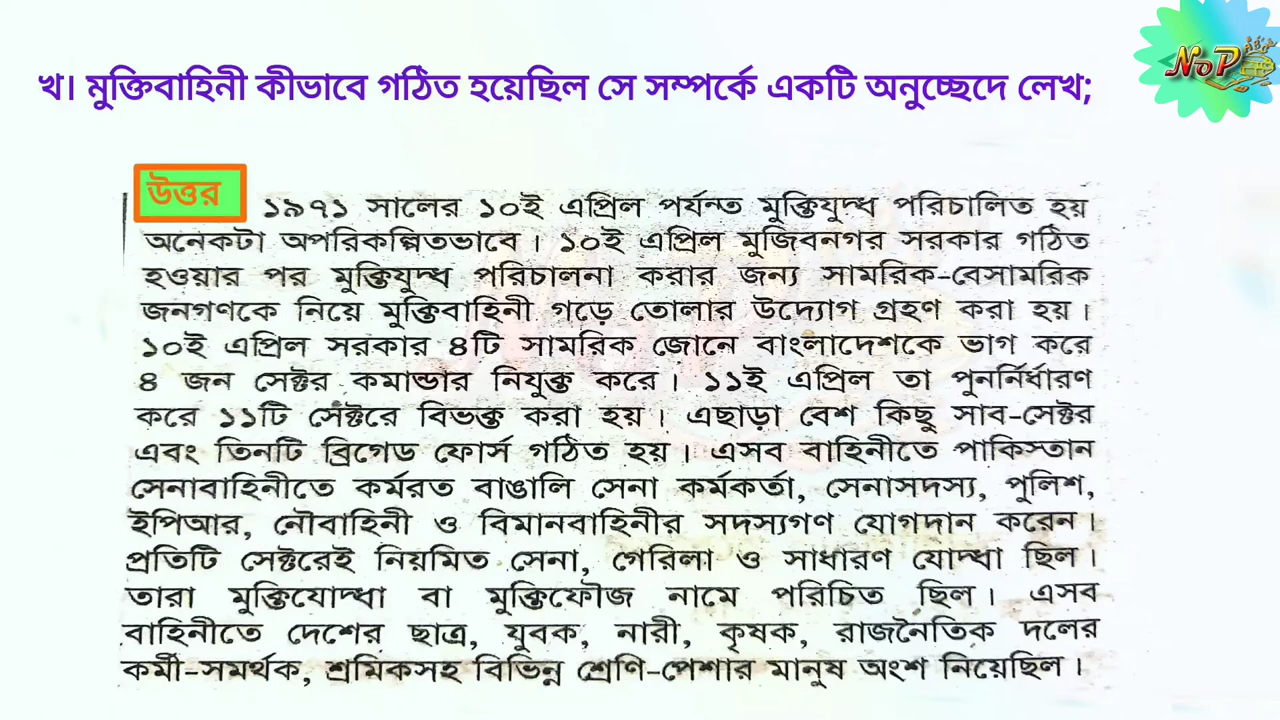 NoP
খ। মুক্তিবাহিনী কীভাবে গঠিত হয়েছিল সে সম্পর্কে একটি অনুচ্ছেদে লেখ;
উত্তর
১৯৭১ সালের ১০ই এপ্রিল পর্যন্ত মুক্তিযুদ্ধ পরিচালিত হয়
অনেকটা অপরিকল্পিতভাবে। ১০ই এপ্রিল মুজিবনগর সরকার গঠিত
হওয়ার পর মুক্তিযুদ্ধ পরিচালনা করার জন্য সামরিক-বেসামরিক
জনগণকে নিয়ে মুক্তিবাহিনী গড়ে তোলার উদ্যোগ গ্রহণ করা হয়।
১০ই এপ্রিল সরকার ৪টি সামরিক জোনে বাংলাদেশকে ভাগ করে
৪ জন সেক্টর কমান্ডার নিযুক্ত করে। ১১ই এপ্রিল তা পুনর্নির্ধারণ
করে ১১টি সেক্টরে বিভক্ত করা হয়। এছাড়া বেশ কিছু সাব-সেক্টর
এবং তিনটি ব্রিগেড ফোর্স গঠিত হয়। এসব বাহিনীতে পাকিস্তান
সেনাবাহিনীতে কর্মরত বাঙালি সেনা কর্মকর্তা, সেনাসদস্য, পুলিশ,
ইপিআর, নৌবাহিনী ও বিমানবাহিনীর সদস্যগণ যোগদান করেন।
প্রতিটি সেক্টরেই নিয়মিত সেনা, গেরিলা ও সাধারণ যোদ্ধা ছিল।
তারা মুক্তিযোদ্ধা বা মুক্তিফৌজ নামে পরিচিত ছিল। এসব
বাহিনীতে দেশের ছাত্র, যুবক, নারী, কৃষক, রাজনৈতিক দলের
কর্মী-সমর্থক, শ্রমিকসহ বিভিন্ন শ্রেণি-পেশার মানুষ অংশ নিয়েছিল।